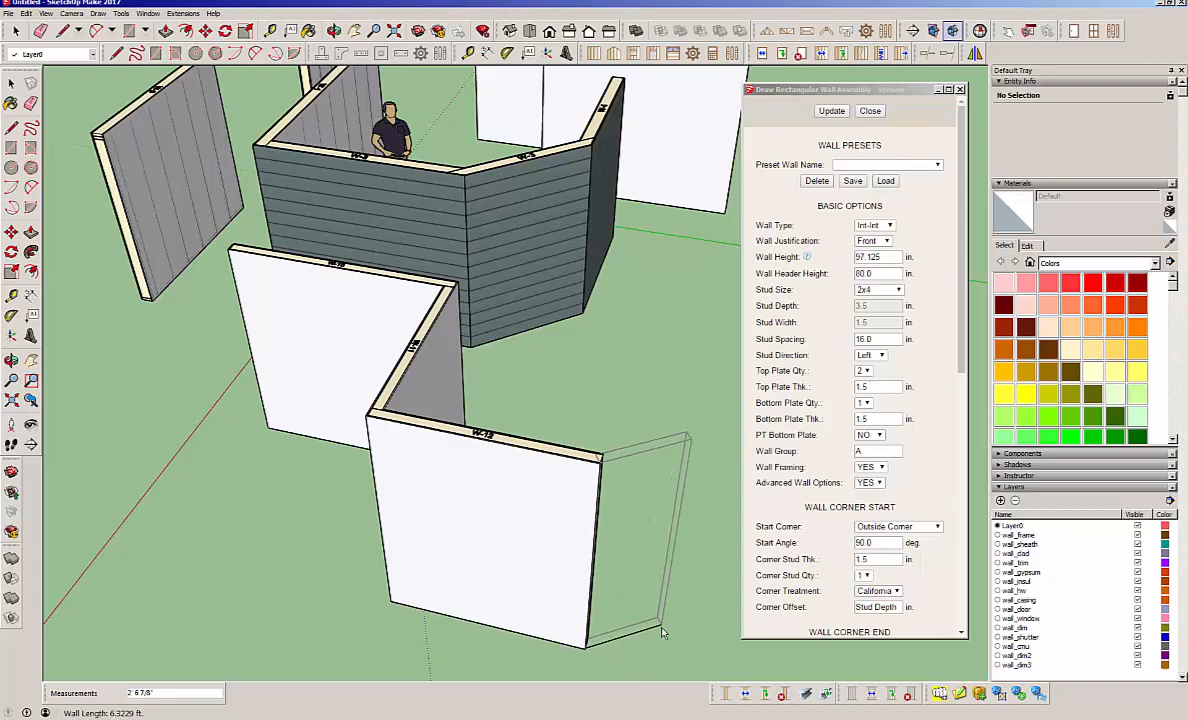 Untitled - SketchUp Make 2017
File Edit View Camera Draw Tools Window Extensions Help
Layer0
W-12
Draw Rectangular Wall Assembly - Version
Update Close
WALL PRESETS
Preset Wall Name:
Delete Save Load
BASIC OPTIONS
Wall Type: Int-Int
Wall Justification: Front
Wall Height: ? 97.125 in.
Wall Header Height: 80.0 in.
Stud Size: 2x4
Stud Depth: 3.5 in.
Stud Width: 1.5 in.
Stud Spacing: 16.0 in.
Stud Direction: Left
Top Plate Qty.: 2
Top Plate Thk.: 1.5 in.
Bottom Plate Qty.: 1
Bottom Plate Thk.: 1.5 in.
PT Bottom Plate: NO
Wall Group: A
Wall Framing: YES
Advanced Wall Options: YES
WALL CORNER START
Start Corner: Outside Corner
Start Angle: 90.0 deg.
Corner Stud Thk.: 1.5 in.
Corner Stud Qty.: 1
Corner Treatment: California
Corner Offset: Stud Depth in.
WALL CORNER END
Default Tray
Entity Info
No Selection
Materials
Default
Select Edit
Colors
Components
Shadows
Instructor
Layers
Name Visible Color
Layer0
wall_frame
wall_sheath
wall_clad
wall_trim
wall_gypsum
wall_insul
wall_hw
wall_casing
wall_door
wall_window
wall_dim
wall_shutter
wall_cmu
wall_dim2
wall_dim3
Measurements 2' 6 7/8"
Wall Length: 6.3229 ft.